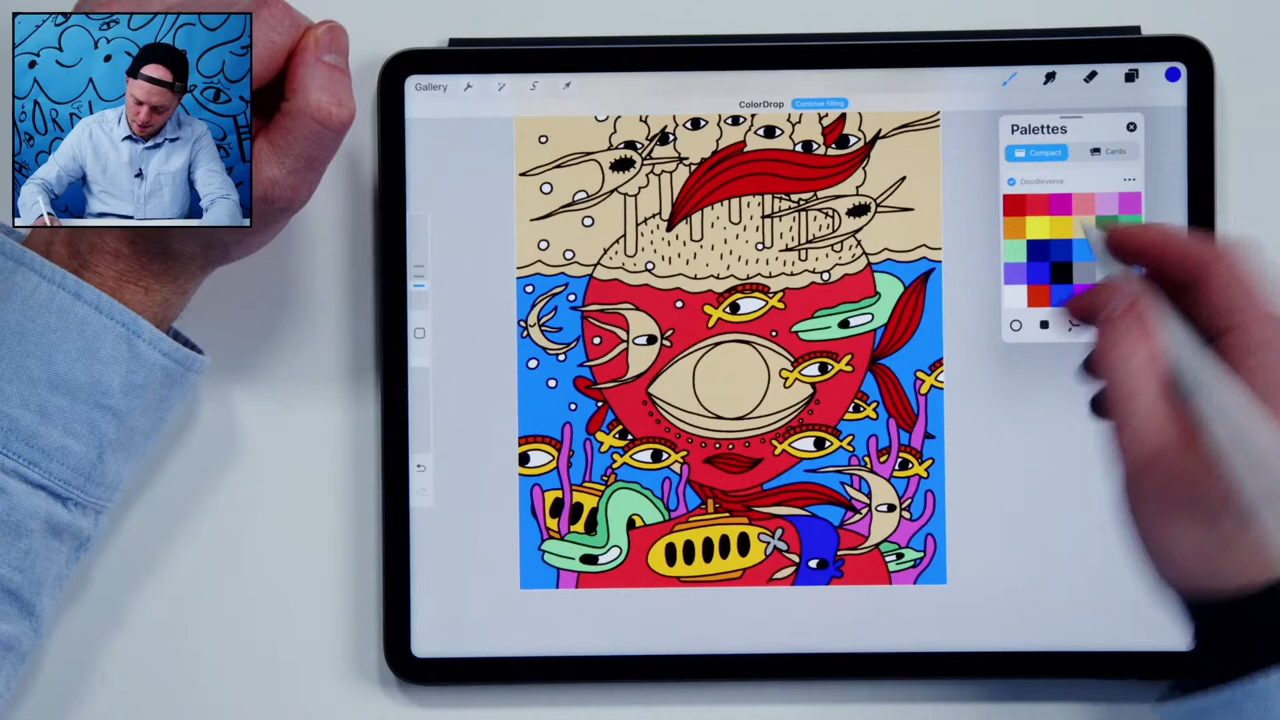 Gallery
ColorDrop Continue filling
Palettes
Compact Cards
Doodleverse